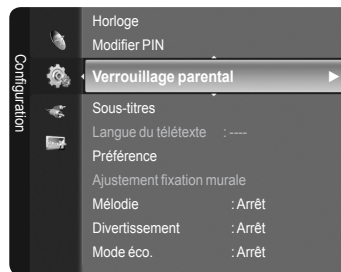 Configuration
Horloge
Modifier PIN
Verrouillage parental
Sous-titres
Langue du télétexte : ----
Préférence
Ajustement fixation murale
Mélodie : Arrêt
Divertissement : Arrêt
Mode éco. : Arrêt